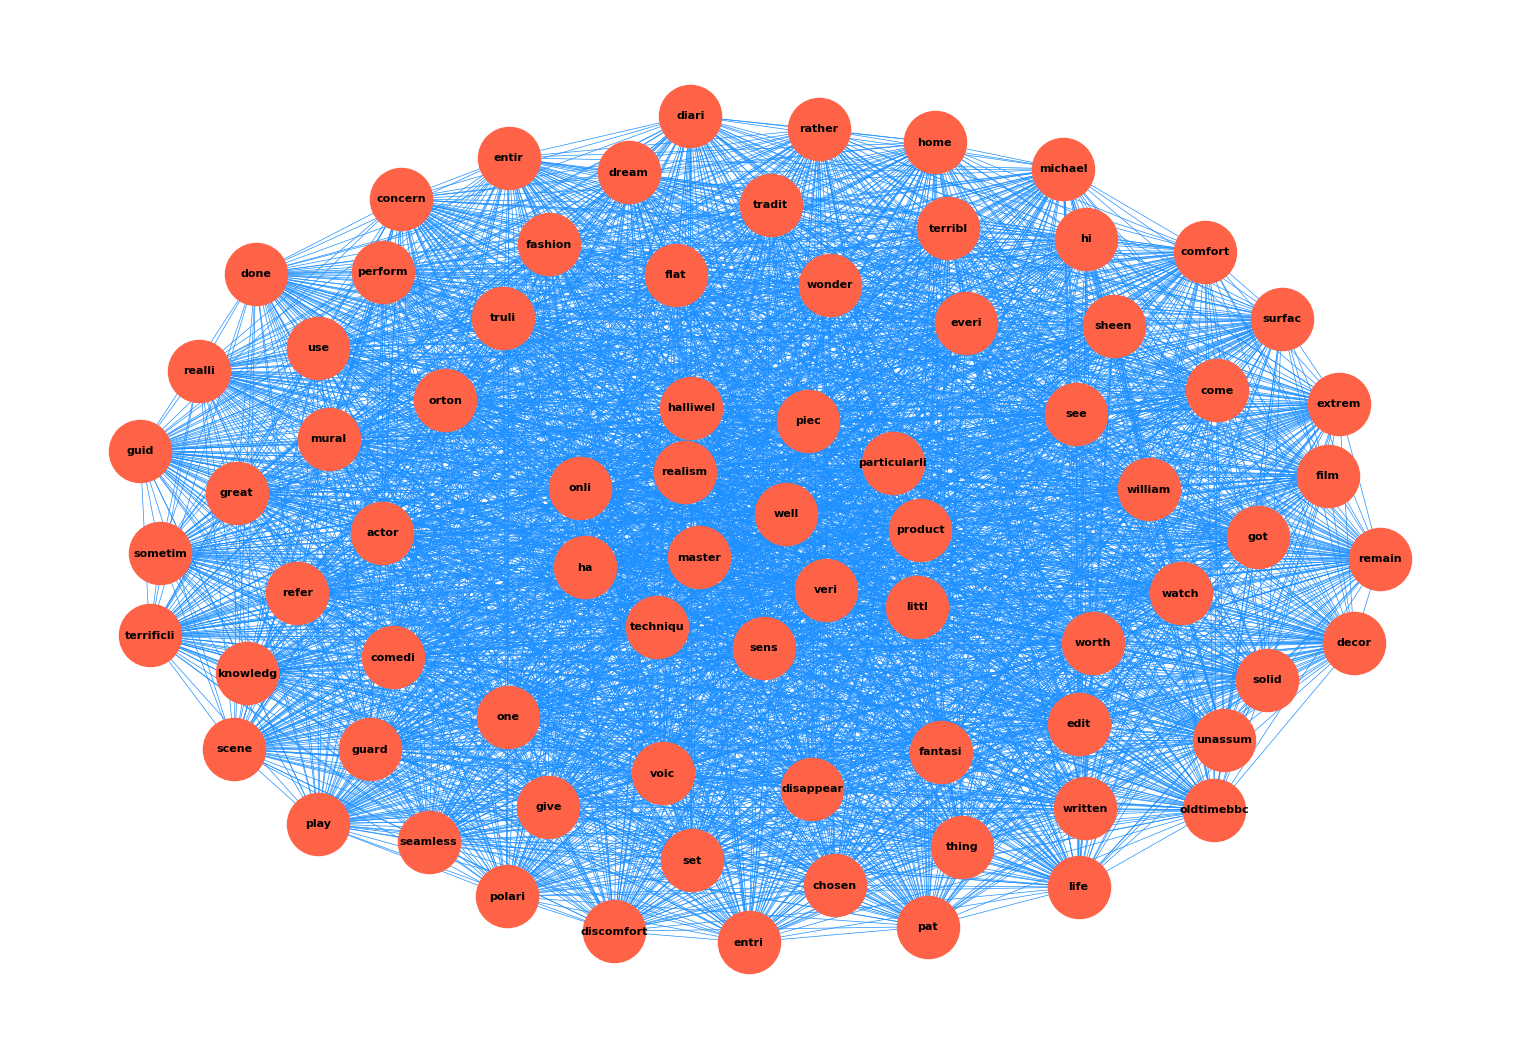 diari
rather
home
entir
michael
dream
concern
tradit
terribl
hi
fashion
comfort
done
perform
flat
wonder
truli
everi
surfac
sheen
use
realli
come
orton
halliwel
extrem
see
piec
mural
guid
particularli
realism
film
onli
william
great
well
product
actor
got
sometim
master
remain
ha
veri
refer
watch
littl
techniqu
terrificli
worth
decor
sens
comedi
knowledg
solid
one
edit
unassum
scene
guard
fantasi
voic
disappear
give
written
oldtimebbc
play
seamless
thing
set
chosen
life
polari
pat
discomfort
entri